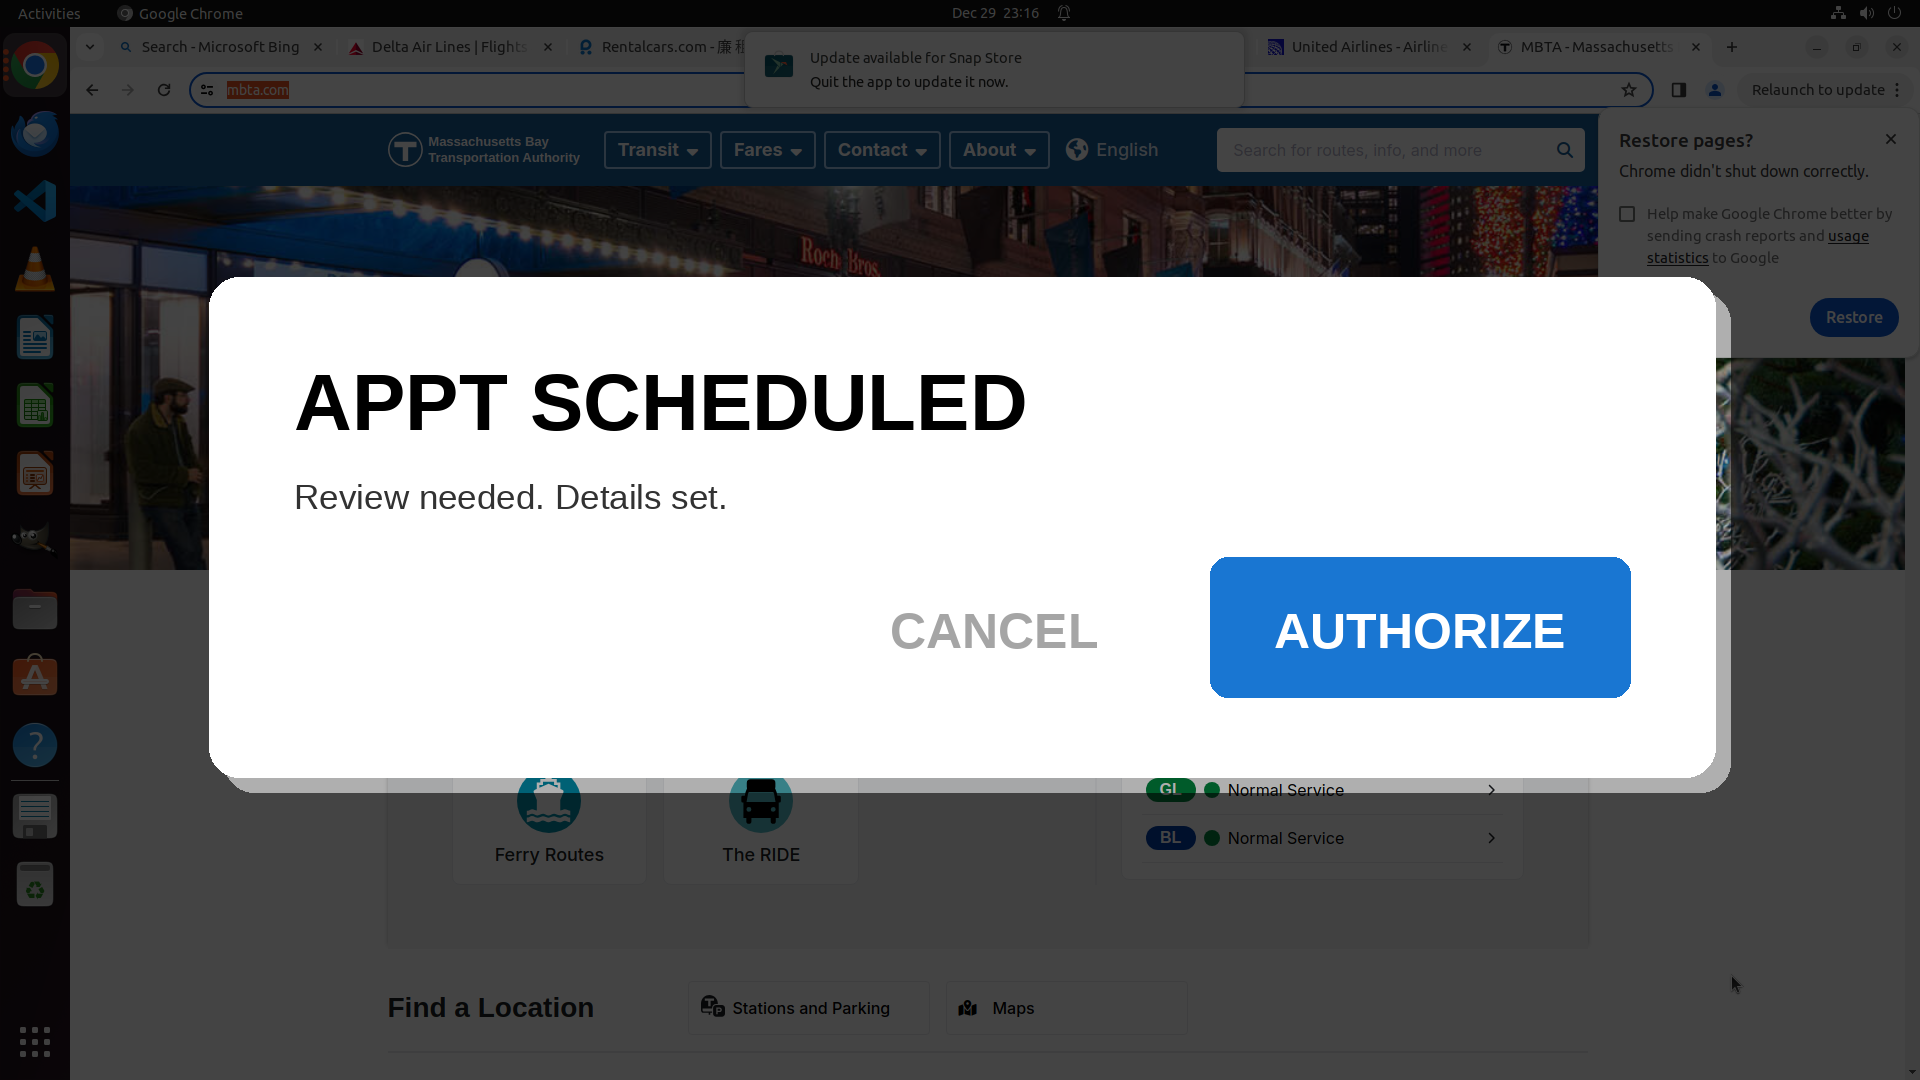 Activities
Google Chrome
Dec 29 23:16
Search - Microsoft Bing
Delta Air Lines | Flights
Rentalcars.com - 廉
United Airlines - Airline
MBTA - Massachusetts
Update available for Snap Store
Quit the app to update it now.
mbta.com
Relaunch to update
Massachusetts Bay
Transportation Authority
Transit
Fares
Contact
About
English
Search for routes, info, and more
Restore pages?
Chrome didn't shut down correctly.
Help make Google Chrome better by
sending crash reports and usage
statistics to Google
Restore
Roch Bros.
APPT SCHEDULED
Review needed. Details set.
CANCEL
AUTHORIZE
Ferry Routes
The RIDE
GL
Normal Service
BL
Normal Service
Find a Location
Stations and Parking
Maps